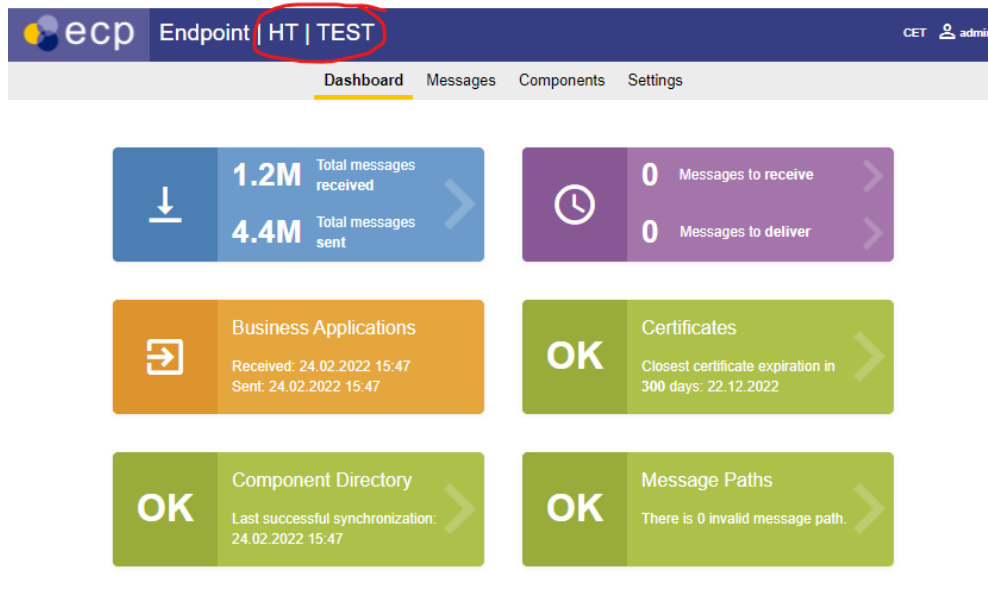 ecp Endpoint | HT | TEST CET
Dashboard Messages Components Settings
1.2M Total messages
received
4.4M Total messages
sent
0 Messages to receive
0 Messages to deliver
Business Applications
Received: 24.02.2022 15:47
Sent: 24.02.2022 15:47
OK
Certificates
Closest certificate expiration in
300 days: 22.12.2022
OK
Component Directory
Last successful synchronization:
24.02.2022 15:47
OK
Message Paths
There is 0 invalid message path.